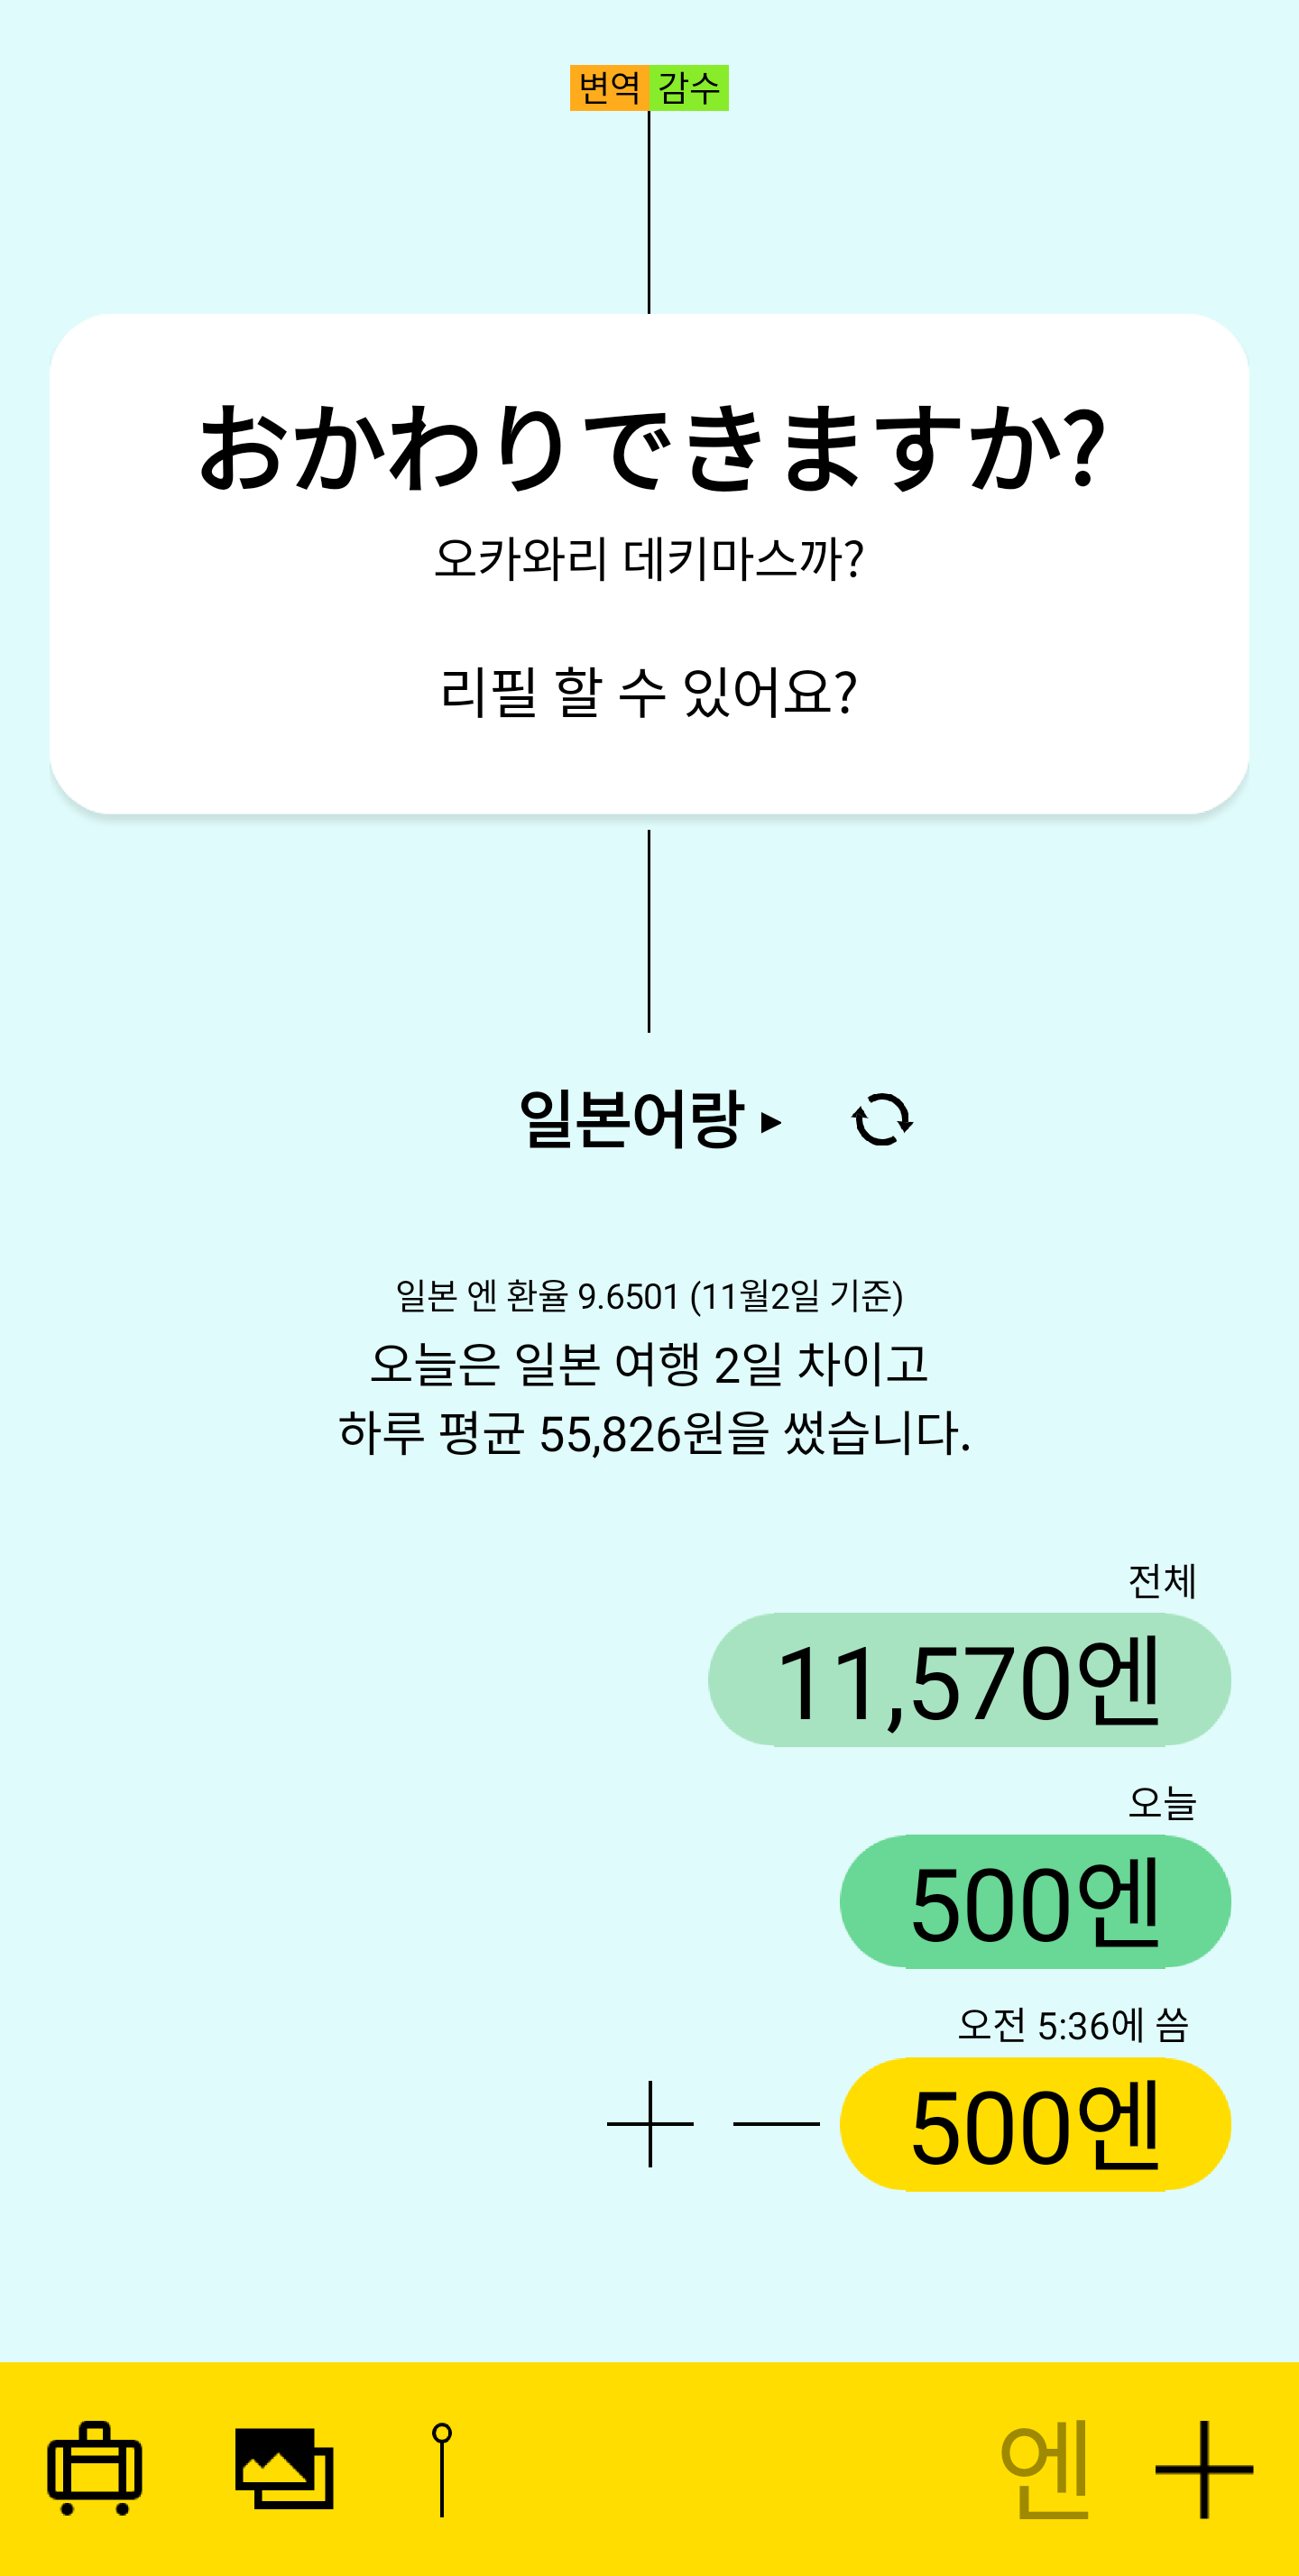 변역 감수
おかわりできますか?
오카와리 데키마스까?
리필 할 수 있어요?
일본어랑 ▸
일본 엔 환율 9.6501 (11월2일 기준)
오늘은 일본 여행 2일 차이고
하루 평균 55,826원을 썼습니다.
전체
11,570엔
오늘
500엔
오전 5:36에 씀
500엔
엔